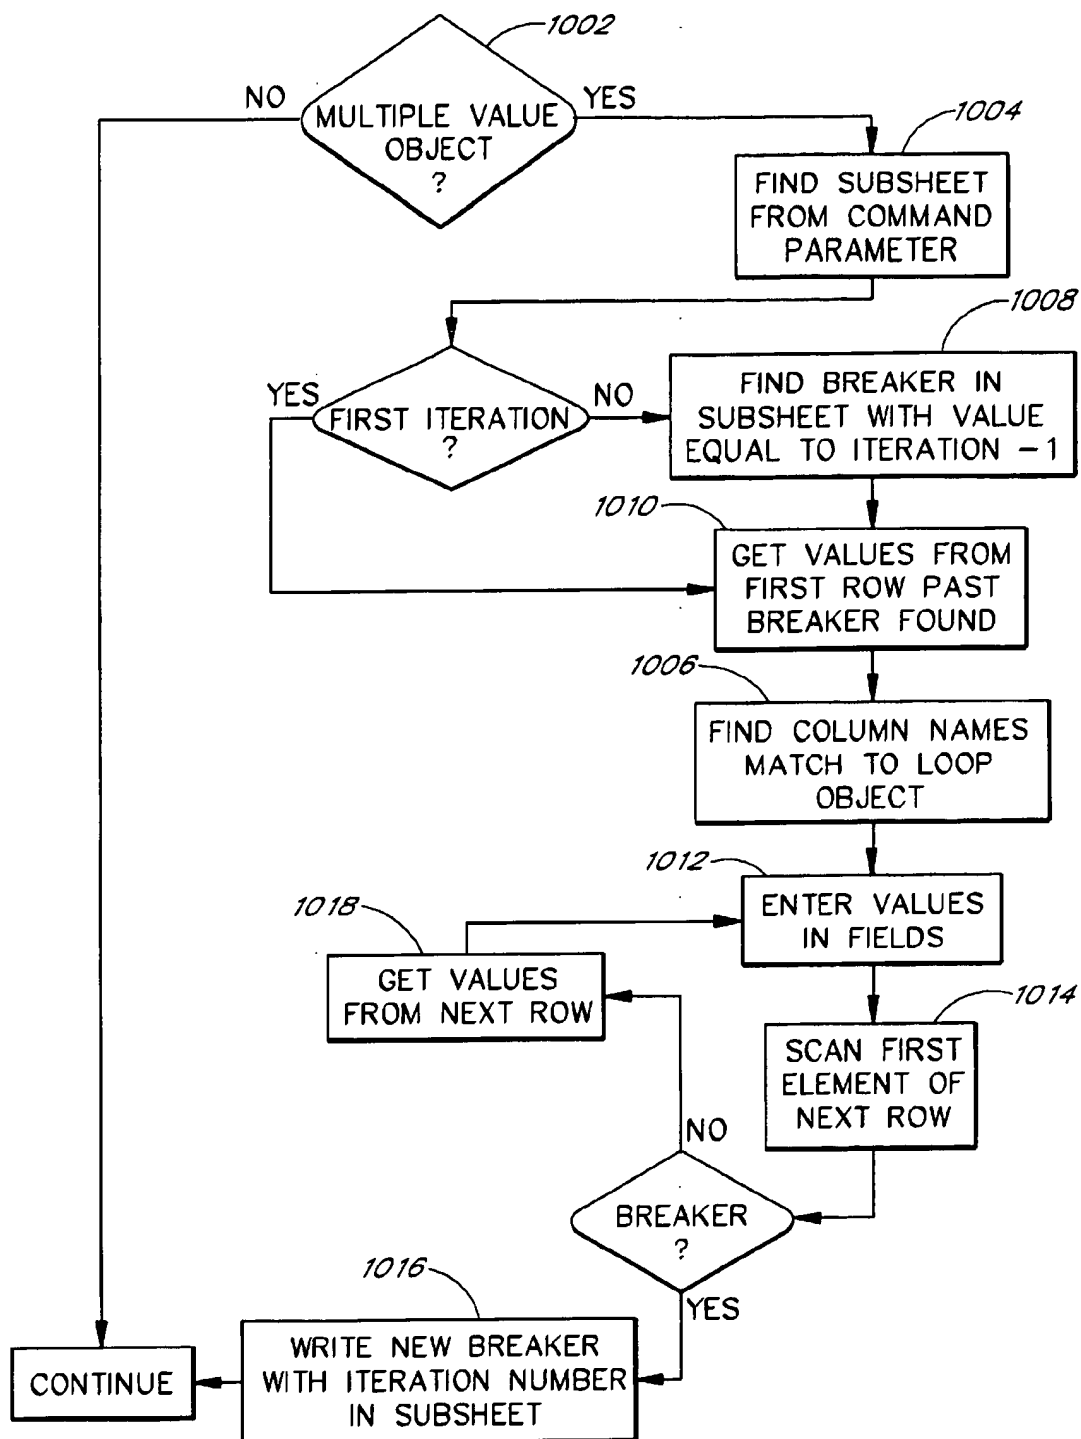 1002
NO
YES
MULTIPLE VALUE
OBJECT
?
1004
FIND SUBSHEET
FROM COMMAND
PARAMETER
1008
YES
NO
FIRST ITERATION
?
FIND BREAKER IN
SUBSHEET WITH VALUE
EQUAL TO ITERATION -1
1010
GET VALUES FROM
FIRST ROW PAST
BREAKER FOUND
1006
FIND COLUMN NAMES
MATCH TO LOOP
OBJECT
1012
ENTER VALUES
IN FIELDS
1018
GET VALUES
FROM NEXT ROW
1014
SCAN FIRST
ELEMENT OF
NEXT ROW
NO
BREAKER
?
YES
1016
WRITE NEW BREAKER
WITH ITERATION NUMBER
IN SUBSHEET
CONTINUE